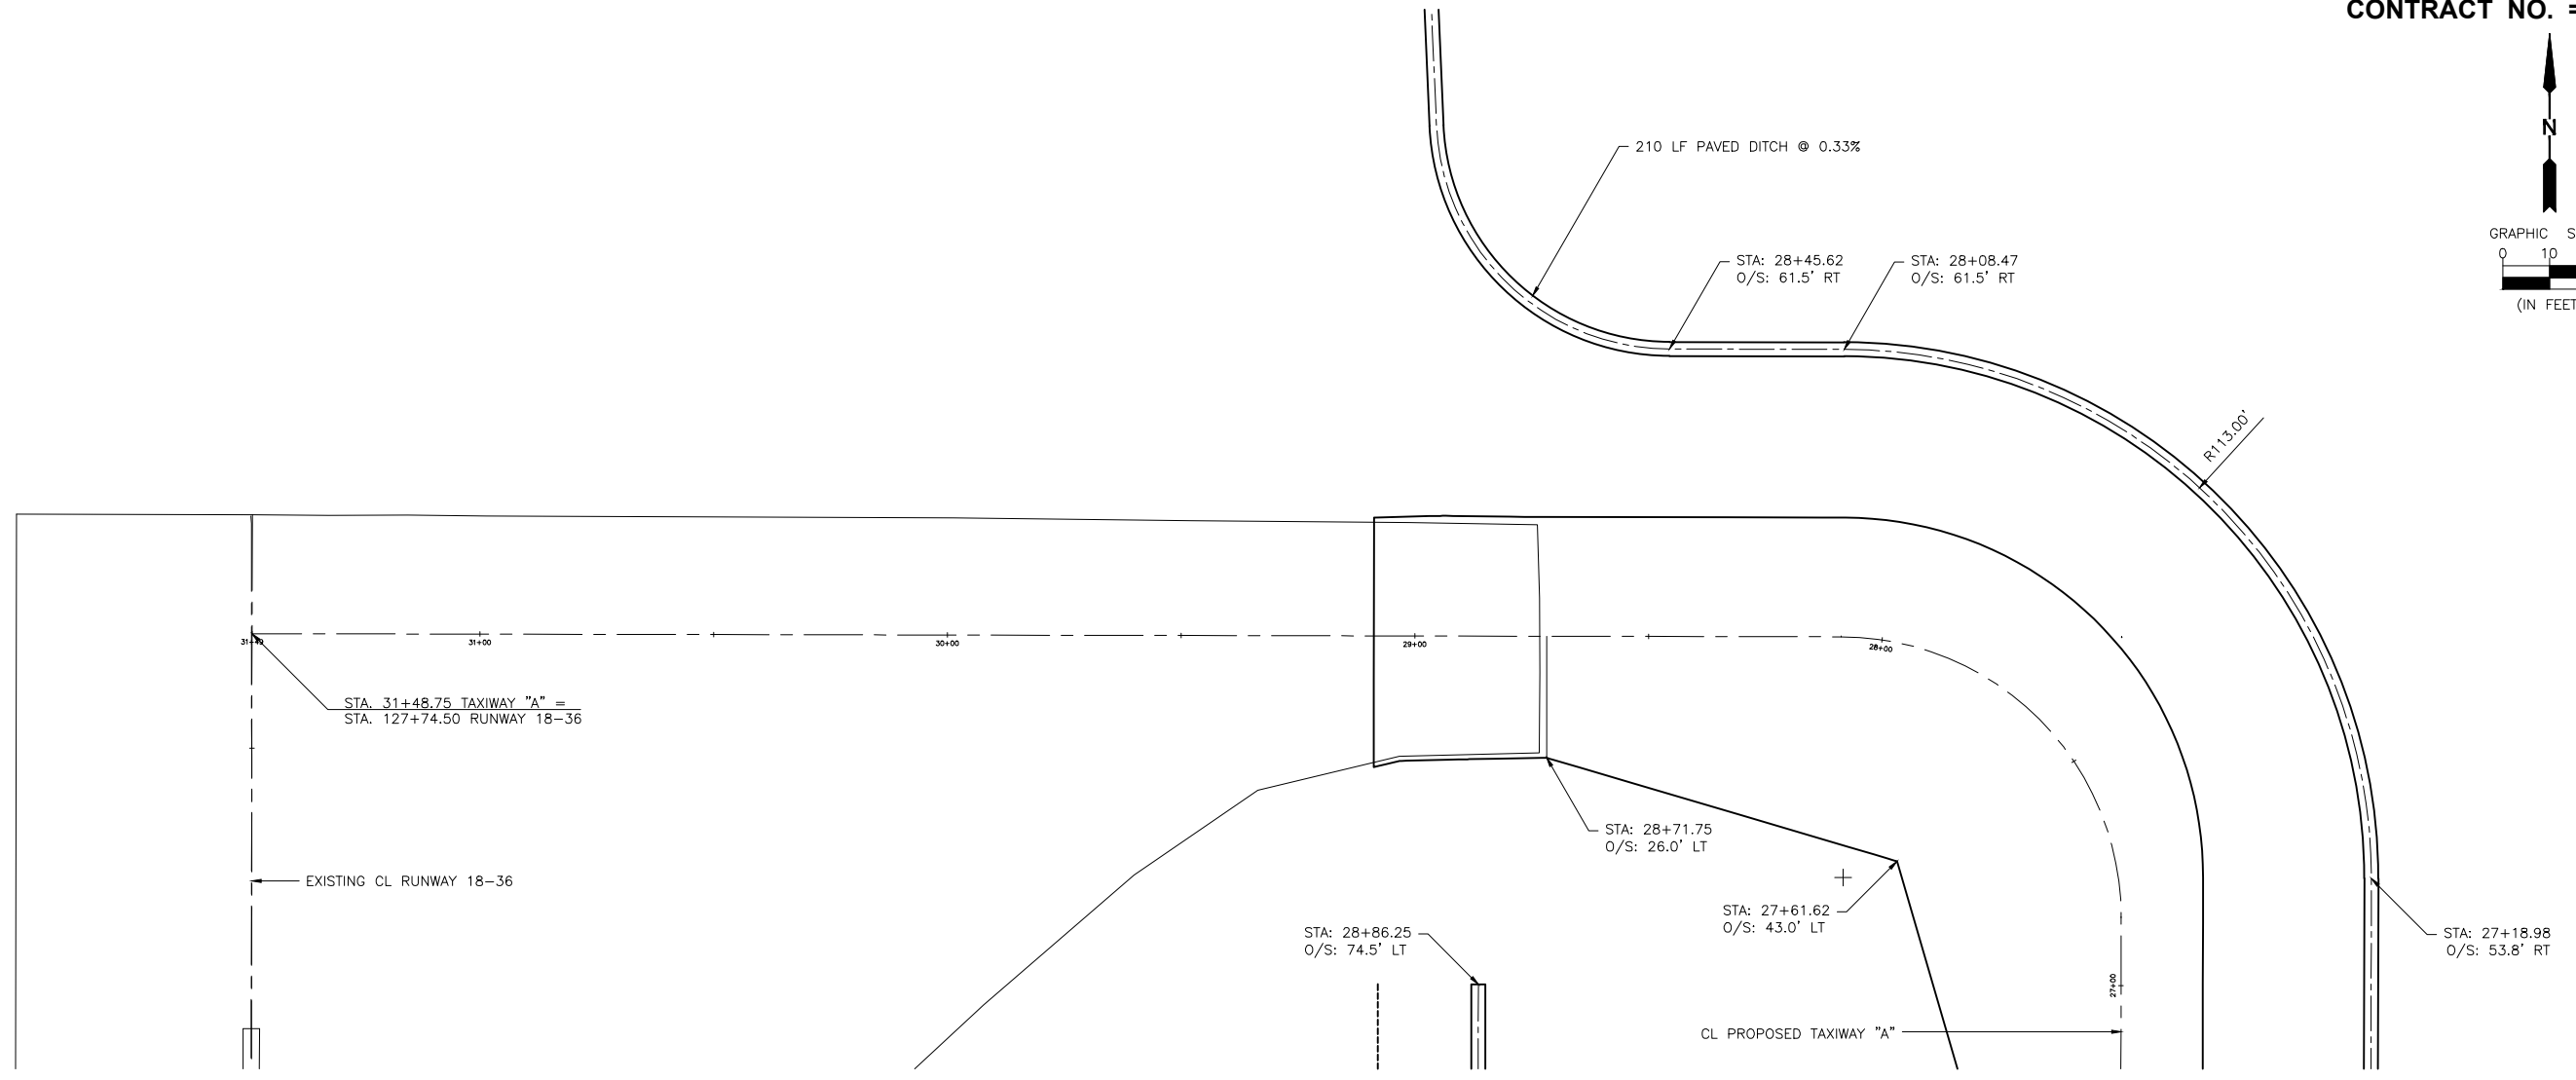 CONTRACT NO. =
N
GRAPHIC S
0 10
(IN FEET
210 LF PAVED DITCH @ 0.33%
STA: 28+45.62
O/S: 61.5' RT
STA: 28+08.47
O/S: 61.5' RT
R113.00'
31+49
31+00
30+00
29+00
28+00
STA. 31+48.75 TAXIWAY "A" =
STA. 127+74.50 RUNWAY 18-36
EXISTING CL RUNWAY 18-36
STA: 28+71.75
O/S: 26.0' LT
STA: 27+61.62
O/S: 43.0' LT
STA: 28+86.25
O/S: 74.5' LT
STA: 27+18.98
O/S: 53.8' RT
27+00
CL PROPOSED TAXIWAY "A"